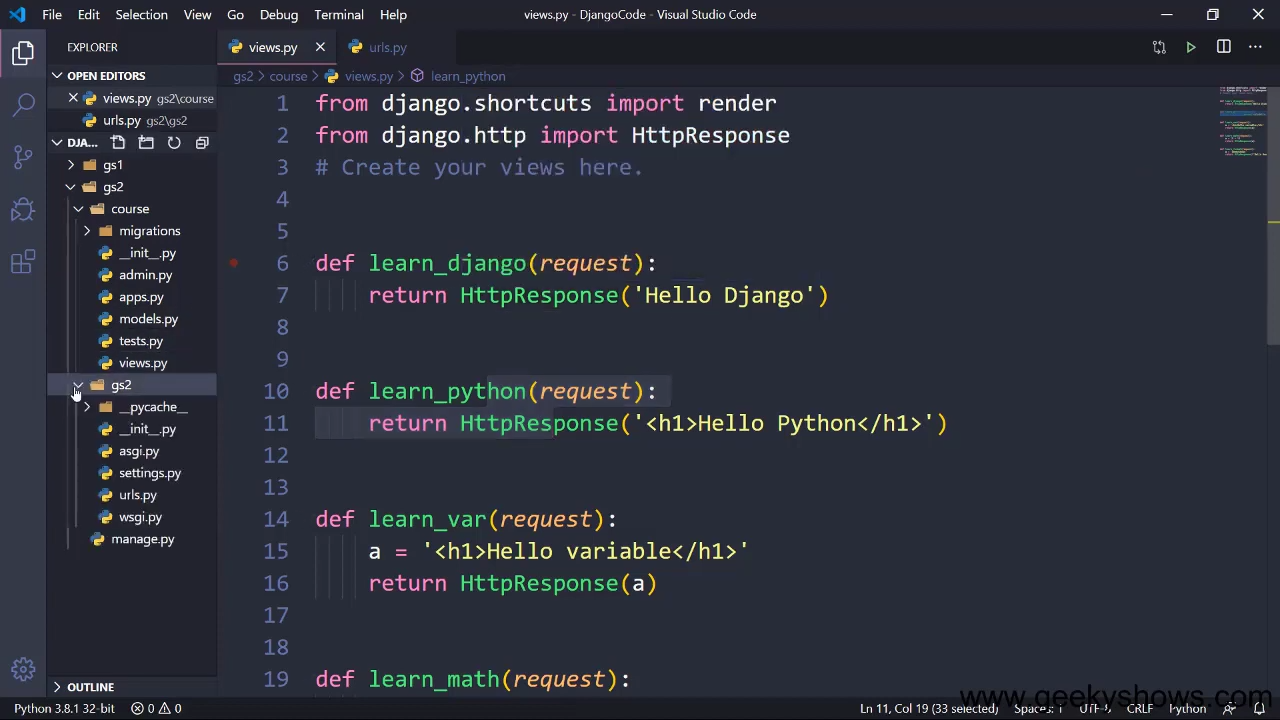 File Edit Selection View Go Debug Terminal Help views.py - DjangoCode - Visual Studio Code
EXPLORER
OPEN EDITORS
views.py gs2\course
urls.py gs2\gs2
DJA...
gs1
gs2
course
migrations
__init__.py
admin.py
apps.py
models.py
tests.py
views.py
gs2
__pycache__
__init__.py
asgi.py
settings.py
urls.py
wsgi.py
manage.py
OUTLINE
views.py urls.py
gs2 > course > views.py > learn_python
1 from django.shortcuts import render
2 from django.http import HttpResponse
3 # Create your views here.
4
5
6 def learn_django(request):
7 return HttpResponse('Hello Django')
8
9
10 def learn_python(request):
11 return HttpResponse('<h1>Hello Python</h1>')
12
13
14 def learn_var(request):
15 a = '<h1>Hello variable</h1>'
16 return HttpResponse(a)
17
18
19 def learn_math(request):
www.geekyshows.com
Python 3.8.1 32-bit 0 0 Ln 11, Col 19 (33 selected) Spaces: 1 UTF-8 CRLF Python